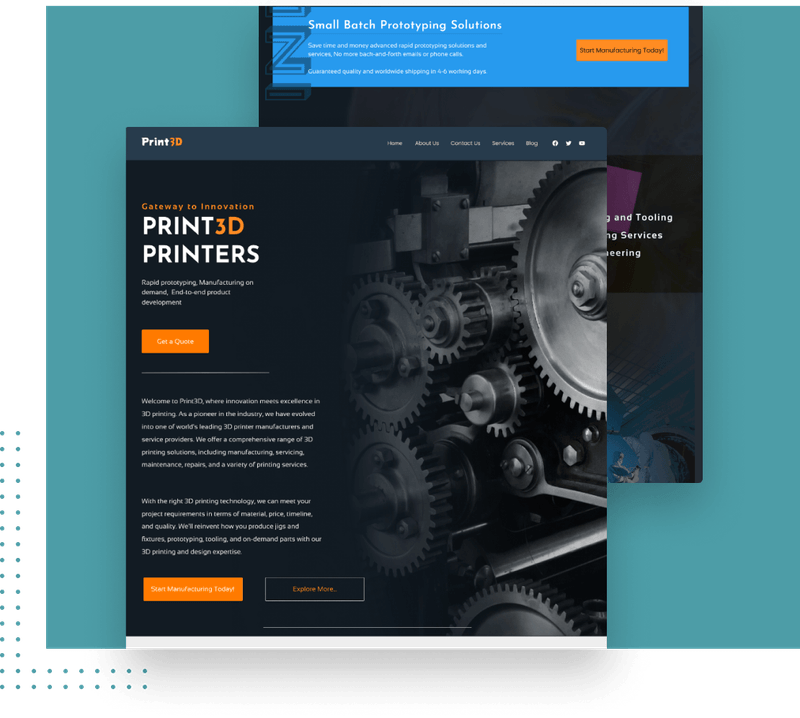 Small Batch Prototyping Solutions
Save time and money advanced rapid prototyping solutions and
services, No more back-and-forth emails or phone calls.
Guaranteed quality and worldwide shipping in 4-6 working days.
Start Manufacturing Today!
Print3D
Home About Us Contact Us Services Blog
Gateway to Innovation
PRINT3D
PRINTERS
Rapid prototyping, Manufacturing on
demand, End-to-end product
development
Get a Quote
Welcome to Print3D, where innovation meets excellence in
3D printing. As a pioneer in the industry, we have evolved
into one of world's leading 3D printer manufacturers and
service providers. We offer a comprehensive range of 3D
printing solutions, including manufacturing, servicing,
maintenance, repairs, and a variety of printing services.
With the right 3D printing technology, we can meet your
project requirements in terms of material, price, timeline,
and quality. We'll reinvent how you produce jigs and
fixtures, prototyping, tooling, and on-demand parts with our
3D printing and design expertise.
Start Manufacturing Today!
Explore More...
and Tooling
Services